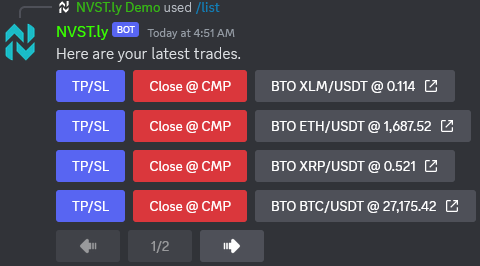 NVST.ly Demo used /list
NVST.ly BOT Today at 4:51 AM
Here are your latest trades.
TP/SL Close @ CMP BTO XLM/USDT @ 0.114
TP/SL Close @ CMP BTO ETH/USDT @ 1,687.52
TP/SL Close @ CMP BTO XRP/USDT @ 0.521
TP/SL Close @ CMP BTO BTC/USDT @ 27,175.42
1/2